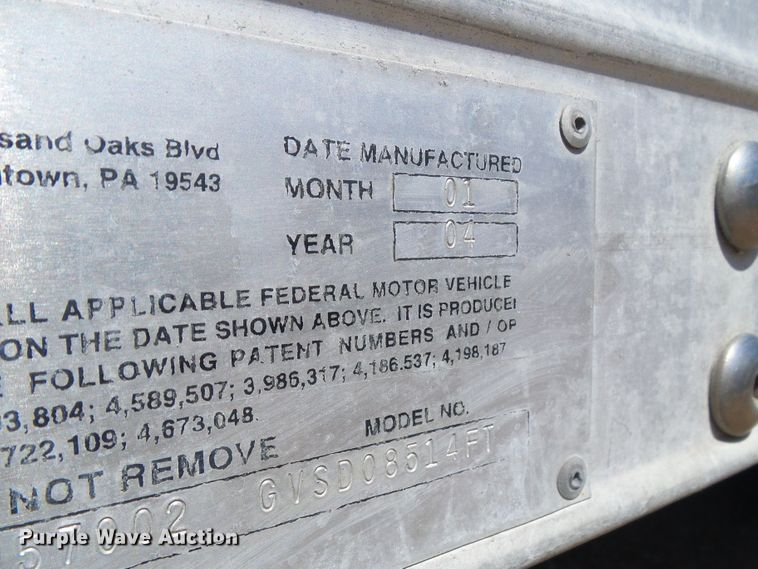 sand Oaks Blvd
town, PA 19543
DATE MANUFACTURED
MONTH 01
YEAR 04
ALL APPLICABLE FEDERAL MOTOR VEHICLE
ON THE DATE SHOWN ABOVE. IT IS PRODUCE
FOLLOWING PATENT NUMBERS AND / OR
3,804; 4,589,507; 3,986,317; 4,186.537; 4,198,187
722,109; 4,673,048.
MODEL NO.
NOT REMOVE
57002 GVSD08514FT
Purple Wave Auction